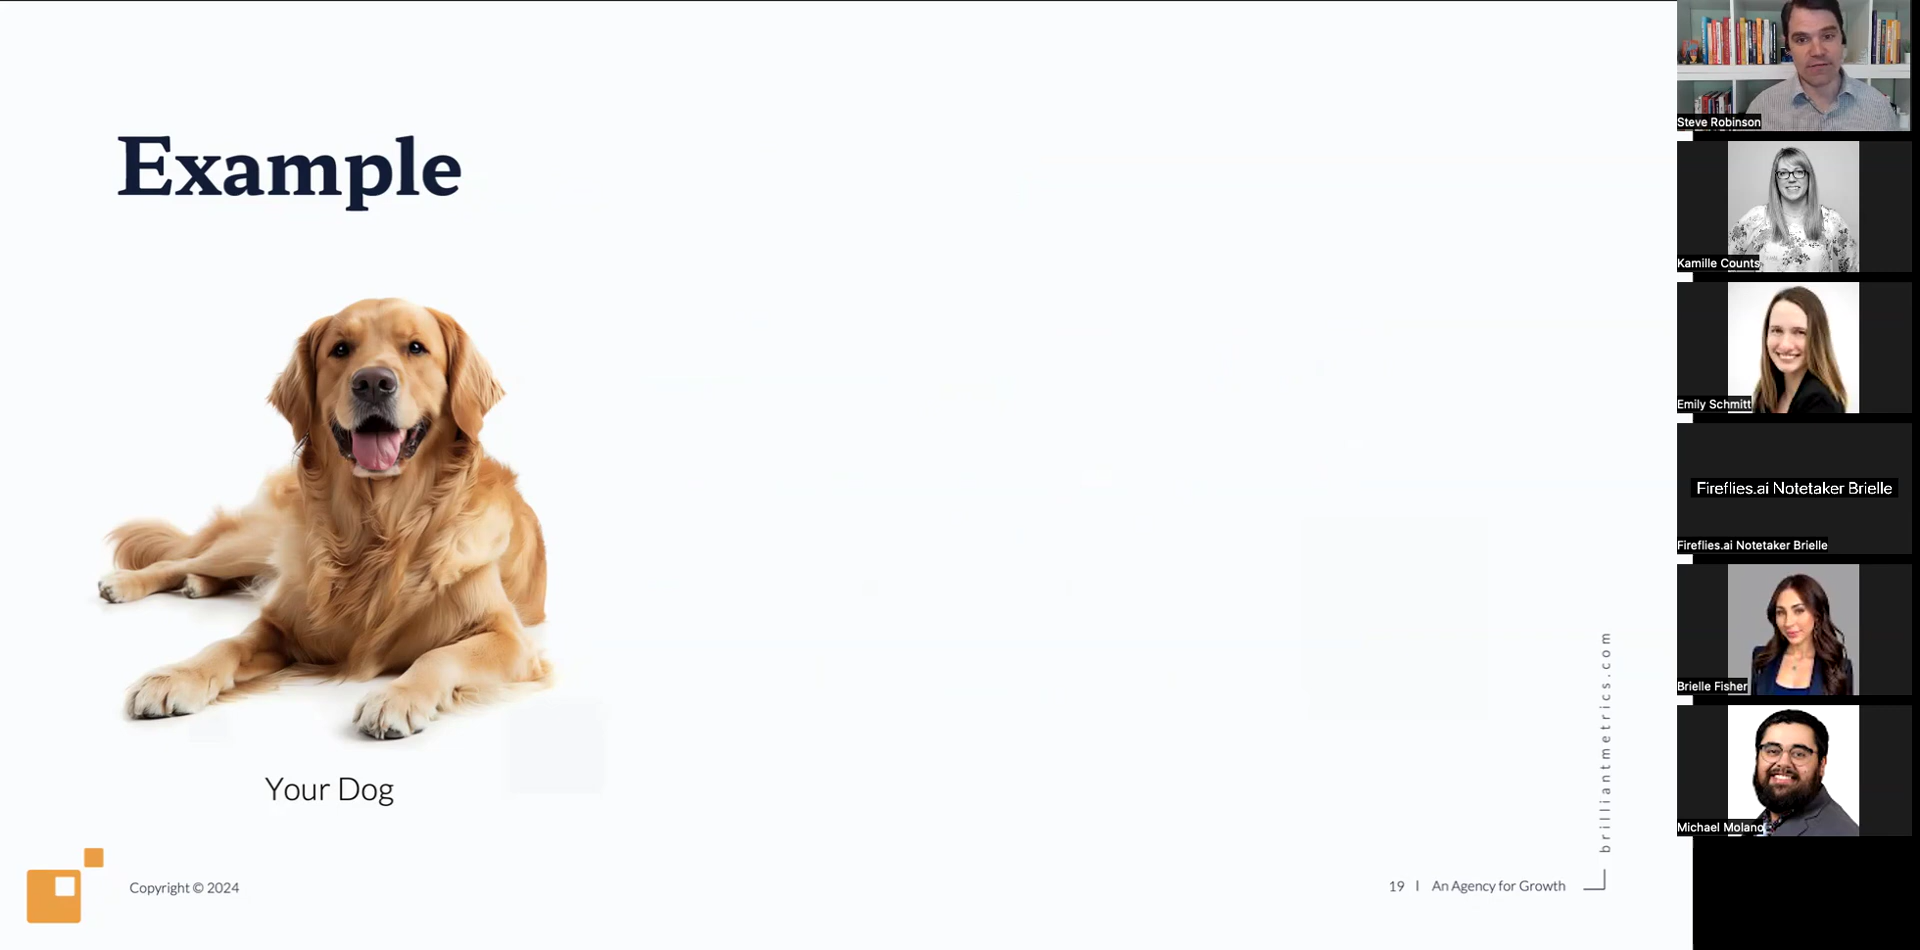 Example
Your Dog
Copyright © 2024
19 | An Agency for Growth
brilliantmetrics.com
Steve Robinson
Kamille Counts
Emily Schmitt
Fireflies.ai Notetaker Brielle
Fireflies.ai Notetaker Brielle
Brielle Fisher
Michael Molano